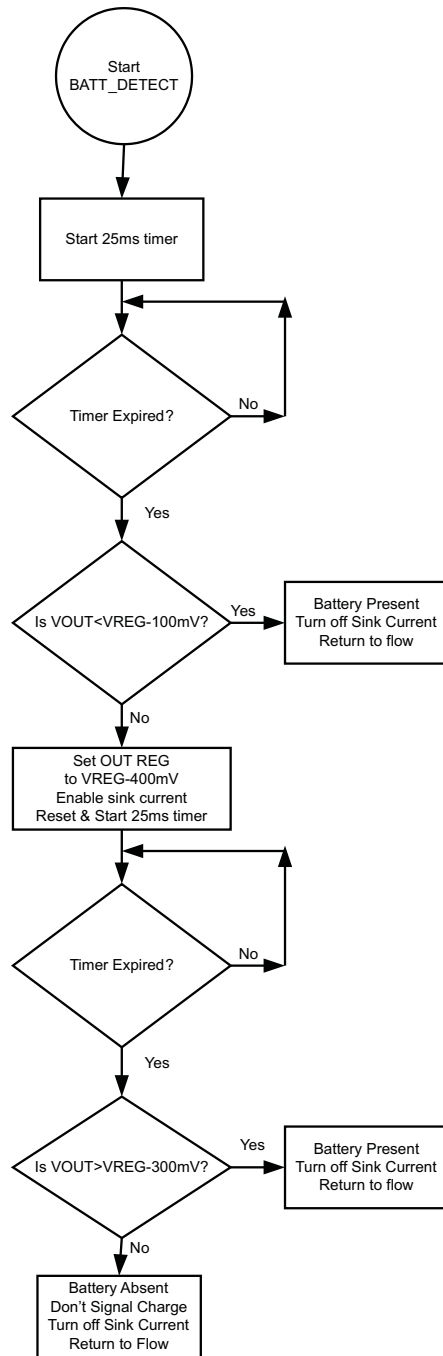 Start
BATT_DETECT
Start 25ms timer
Timer Expired?
No
Yes
Is VOUT<VREG-100mV?
Yes
Battery Present
Turn off Sink Current
Return to flow
No
Set OUT REG
to VREG-400mV
Enable sink current
Reset & Start 25ms timer
Timer Expired?
No
Yes
Is VOUT>VREG-300mV?
Yes
Battery Present
Turn off Sink Current
Return to flow
No
Battery Absent
Don't Signal Charge
Turn off Sink Current
Return to Flow